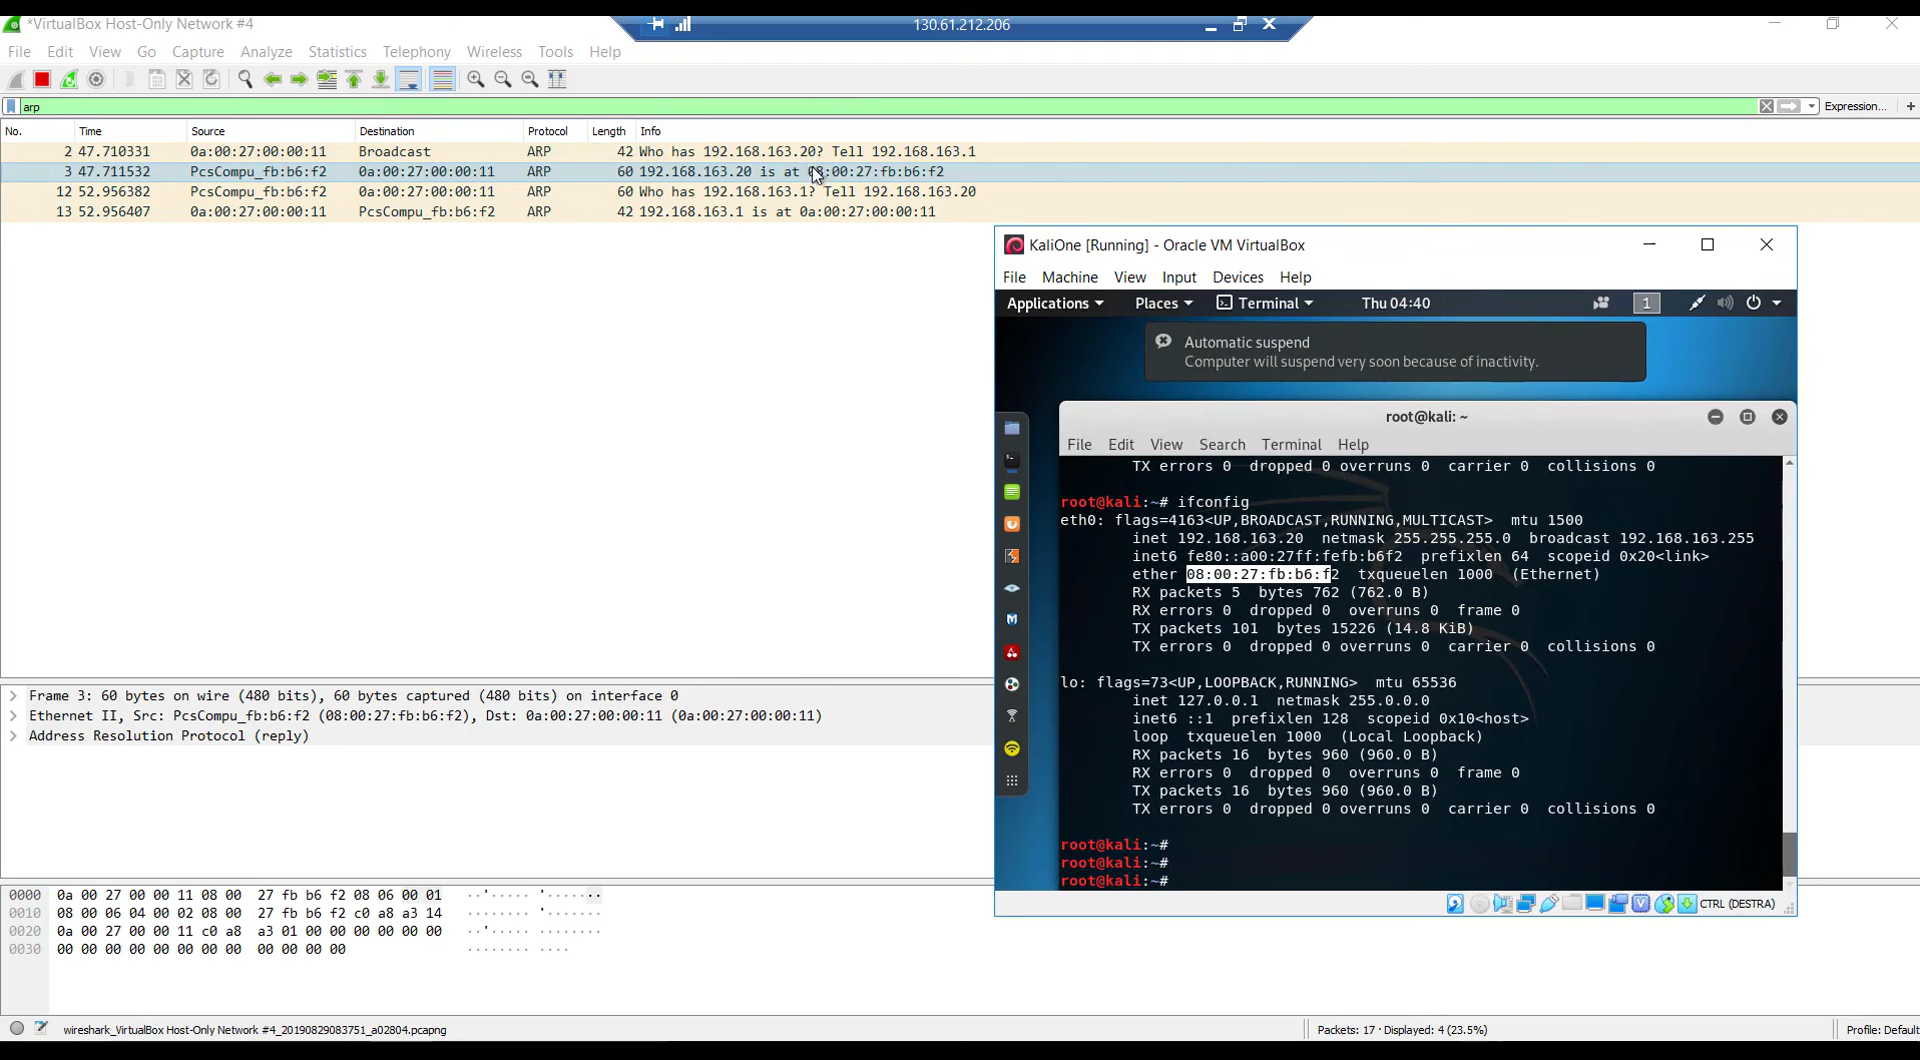 *VirtualBox Host-Only Network #4
130.61.212.206
File Edit View Go Capture Analyze Statistics Telephony Wireless Tools Help
arp
Expression... +
No. Time Source Destination Protocol Length Info
2 47.710331 0a:00:27:00:00:11 Broadcast ARP 42 Who has 192.168.163.20? Tell 192.168.163.1
3 47.711532 PcsCompu_fb:b6:f2 0a:00:27:00:00:11 ARP 60 192.168.163.20 is at 08:00:27:fb:b6:f2
12 52.956382 PcsCompu_fb:b6:f2 0a:00:27:00:00:11 ARP 60 Who has 192.168.163.1? Tell 192.168.163.20
13 52.956407 0a:00:27:00:00:11 PcsCompu_fb:b6:f2 ARP 42 192.168.163.1 is at 0a:00:27:00:00:11
KaliOne [Running] - Oracle VM VirtualBox
File Machine View Input Devices Help
Applications Places Terminal Thu 04:40 1
Automatic suspend
Computer will suspend very soon because of inactivity.
root@kali: ~
File Edit View Search Terminal Help
TX errors 0 dropped 0 overruns 0 carrier 0 collisions 0
root@kali:~# ifconfig
eth0: flags=4163<UP,BROADCAST,RUNNING,MULTICAST> mtu 1500
inet 192.168.163.20 netmask 255.255.255.0 broadcast 192.168.163.255
inet6 fe80::a00:27ff:fefb:b6f2 prefixlen 64 scopeid 0x20<link>
ether 08:00:27:fb:b6:f2 txqueuelen 1000 (Ethernet)
RX packets 5 bytes 762 (762.0 B)
RX errors 0 dropped 0 overruns 0 frame 0
TX packets 101 bytes 15226 (14.8 KiB)
TX errors 0 dropped 0 overruns 0 carrier 0 collisions 0
lo: flags=73<UP,LOOPBACK,RUNNING> mtu 65536
inet 127.0.0.1 netmask 255.0.0.0
inet6 ::1 prefixlen 128 scopeid 0x10<host>
loop txqueuelen 1000 (Local Loopback)
RX packets 16 bytes 960 (960.0 B)
RX errors 0 dropped 0 overruns 0 frame 0
TX packets 16 bytes 960 (960.0 B)
TX errors 0 dropped 0 overruns 0 carrier 0 collisions 0
root@kali:~#
root@kali:~#
root@kali:~#
CTRL (DESTRA)
Frame 3: 60 bytes on wire (480 bits), 60 bytes captured (480 bits) on interface 0
Ethernet II, Src: PcsCompu_fb:b6:f2 (08:00:27:fb:b6:f2), Dst: 0a:00:27:00:00:11 (0a:00:27:00:00:11)
Address Resolution Protocol (reply)
0000 0a 00 27 00 00 11 08 00 27 fb b6 f2 08 06 00 01 ..'..... '.......
0010 08 00 06 04 00 02 08 00 27 fb b6 f2 c0 a8 a3 14 ........ '.......
0020 0a 00 27 00 00 11 c0 a8 a3 01 00 00 00 00 00 00 ..'..... ........
0030 00 00 00 00 00 00 00 00 00 00 00 00 ........ ....
wireshark_VirtualBox Host-Only Network #4_20190829083751_a02804.pcapng
Packets: 17 · Displayed: 4 (23.5%)
Profile: Default